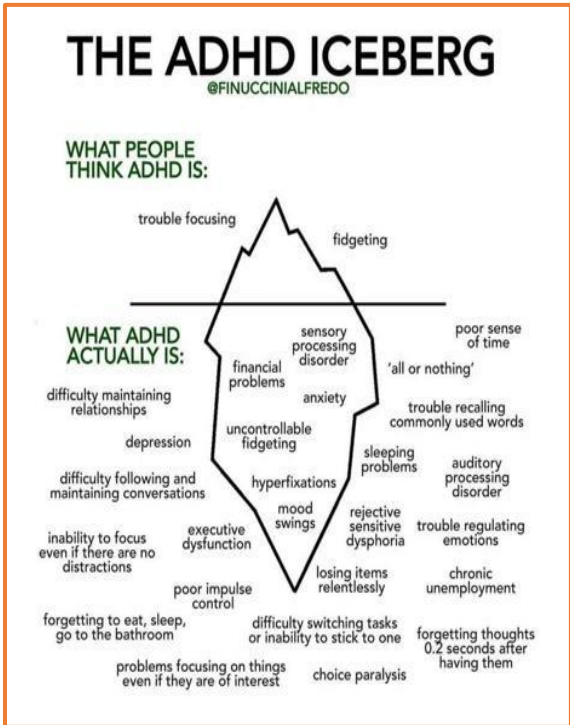 THE ADHD ICEBERG
@FINUCCINIALFREDO
WHAT PEOPLE
THINK ADHD IS:
trouble focusing
fidgeting
WHAT ADHD
ACTUALLY IS:
sensory
processing
disorder
poor sense
of time
financial
problems
'all or nothing'
difficulty maintaining
relationships
anxiety
trouble recalling
commonly used words
depression
uncontrollable
fidgeting
sleeping
problems
auditory
processing
disorder
difficulty following and
maintaining conversations
hyperfixations
mood
swings
rejective
sensitive
dysphoria
trouble regulating
emotions
inability to focus
even if there are no
distractions
executive
dysfunction
losing items
relentlessly
chronic
unemployment
poor impulse
control
forgetting to eat, sleep,
go to the bathroom
difficulty switching tasks
or inability to stick to one
forgetting thoughts
0.2 seconds after
having them
problems focusing on things
even if they are of interest
choice paralysis